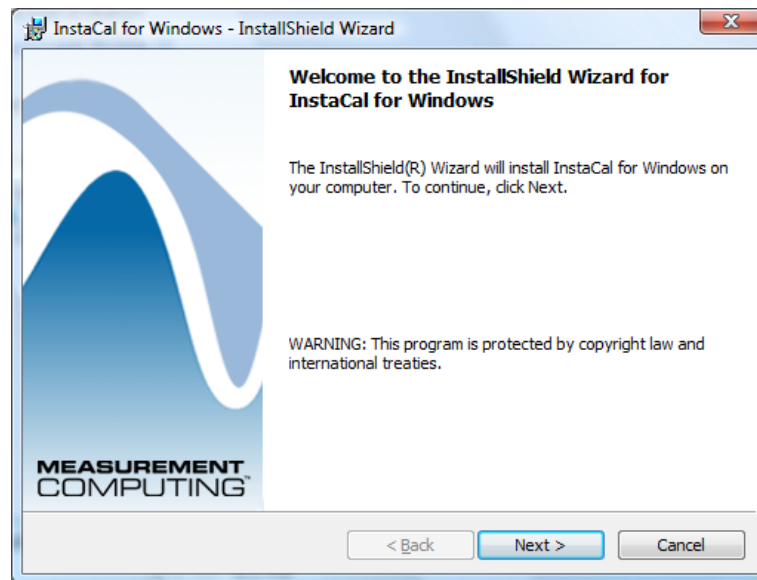 InstaCal for Windows - InstallShield Wizard
Welcome to the InstallShield Wizard for
InstaCal for Windows
The InstallShield(R) Wizard will install InstaCal for Windows on
your computer. To continue, click Next.
WARNING: This program is protected by copyright law and
international treaties.
MEASUREMENT
COMPUTING™
< Back
Next >
Cancel